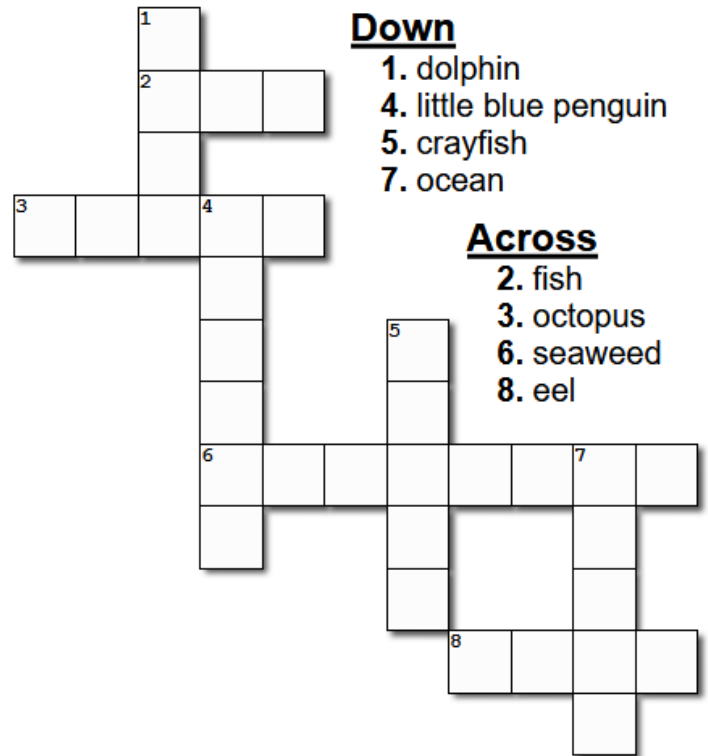 1
2
3
4
5
6
7
8
Down
1. dolphin
4. little blue penguin
5. crayfish
7. ocean
Across
2. fish
3. octopus
6. seaweed
8. eel